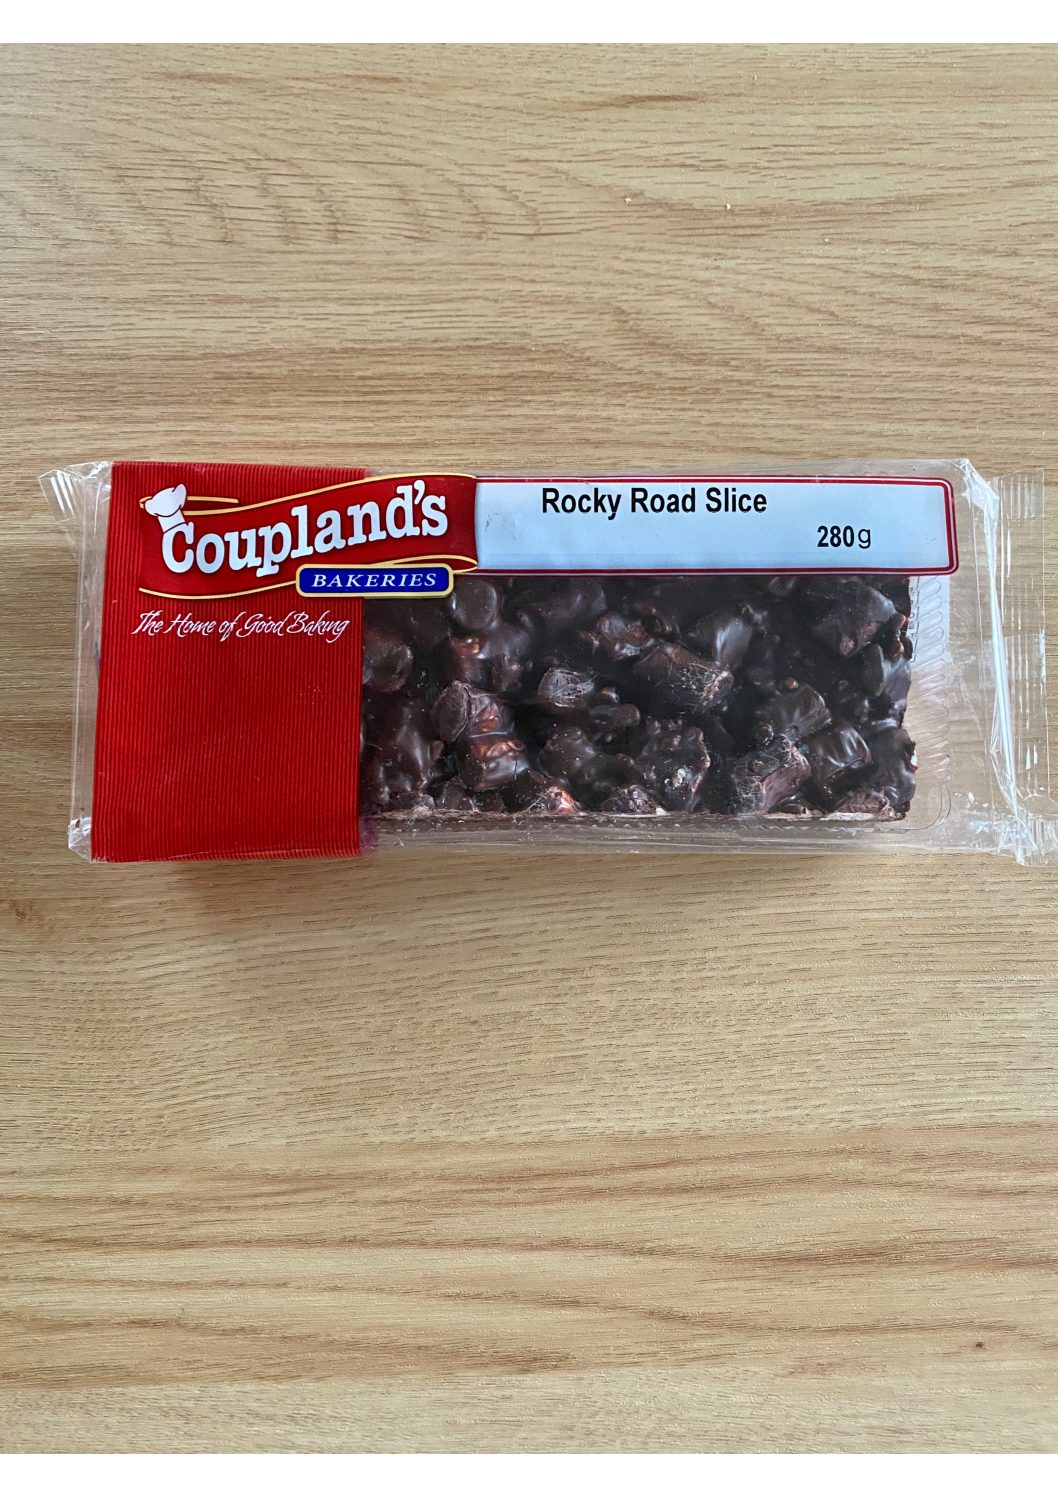 Coupland's
BAKERIES
The Home of Good Baking
Rocky Road Slice
280g